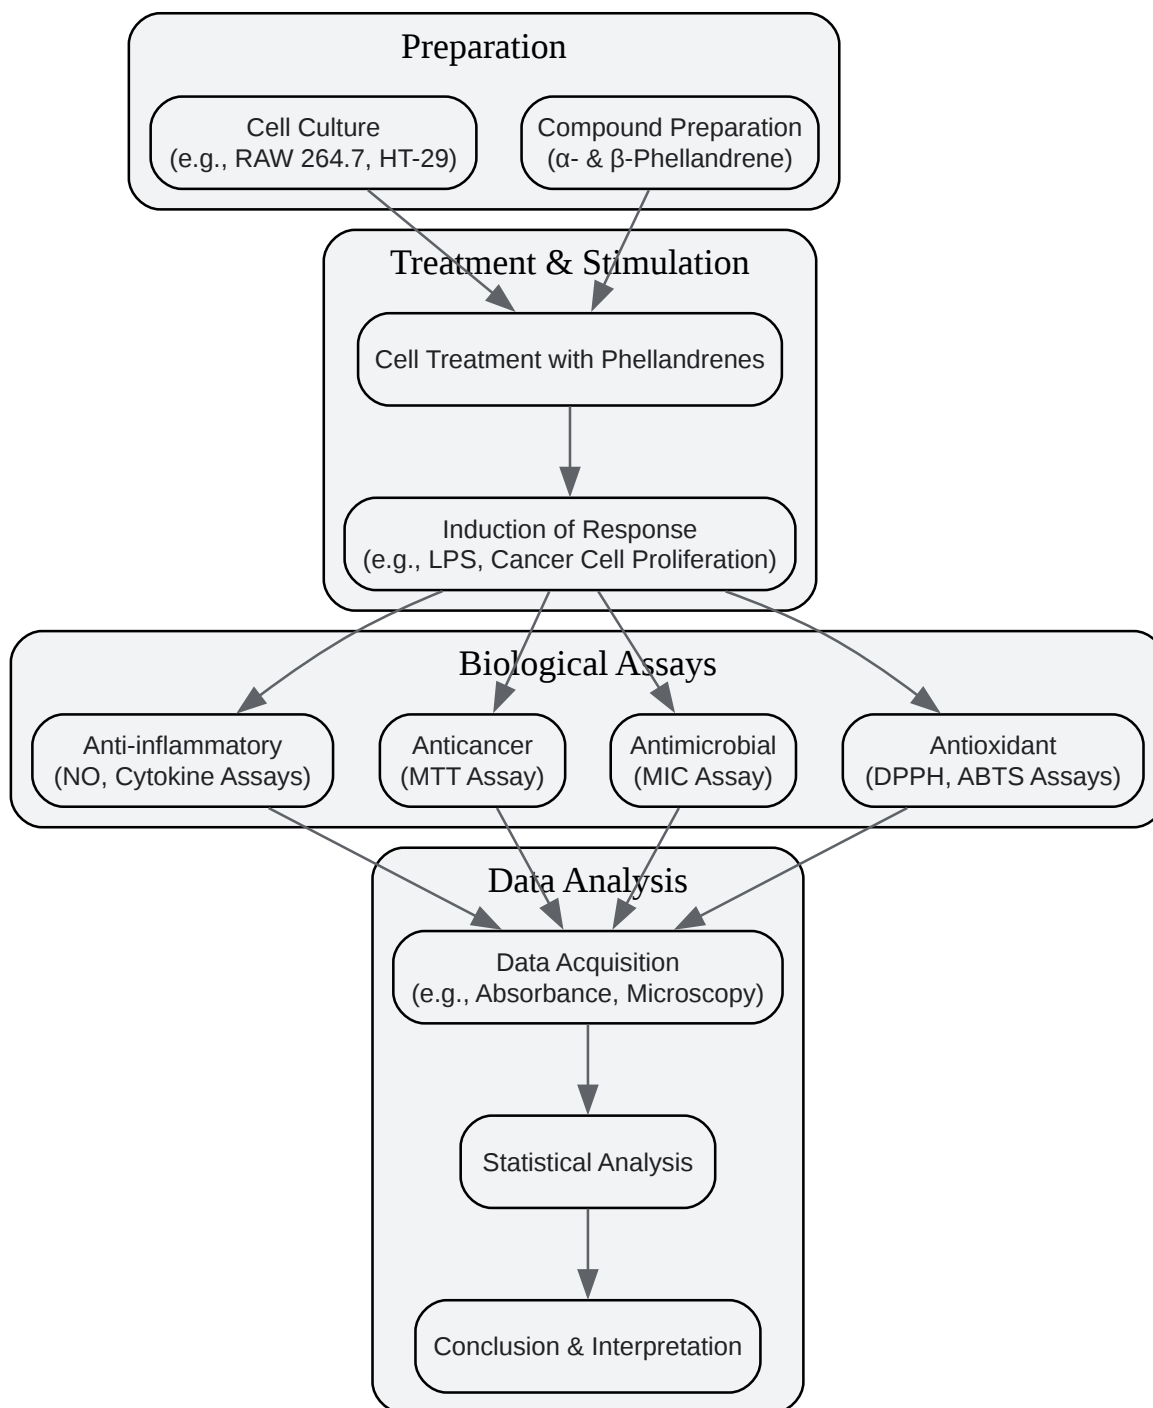 Preparation
Cell Culture
(e.g., RAW 264.7, HT-29)
Compound Preparation
(α- & β-Phellandrene)
Treatment & Stimulation
Cell Treatment with Phellandrenes
Induction of Response
(e.g., LPS, Cancer Cell Proliferation)
Biological Assays
Anti-inflammatory
(NO, Cytokine Assays)
Anticancer
(MTT Assay)
Antimicrobial
(MIC Assay)
Antioxidant
(DPPH, ABTS Assays)
Data Analysis
Data Acquisition
(e.g., Absorbance, Microscopy)
Statistical Analysis
Conclusion & Interpretation